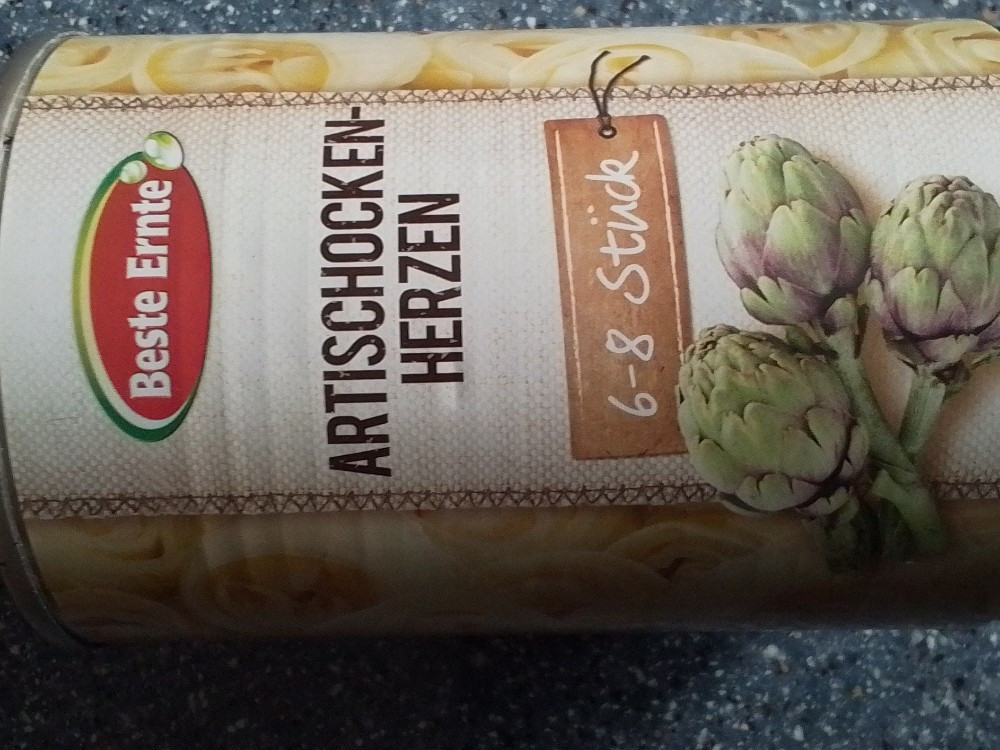 Beste Ernte
ARTISCHOCKEN-
HERZEN
6-8 Stück